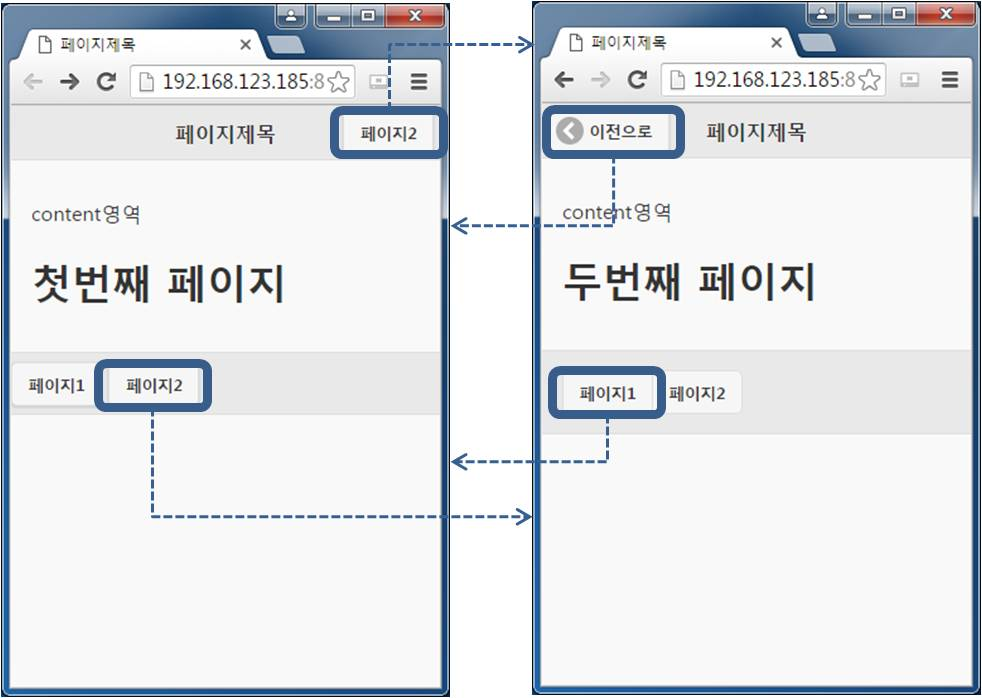 페이지제목
192.168.123.185:8
페이지제목
페이지2
content영역
첫번째 페이지
페이지1
페이지2
페이지제목
192.168.123.185:8
이전으로
페이지제목
content영역
두번째 페이지
페이지1
페이지2